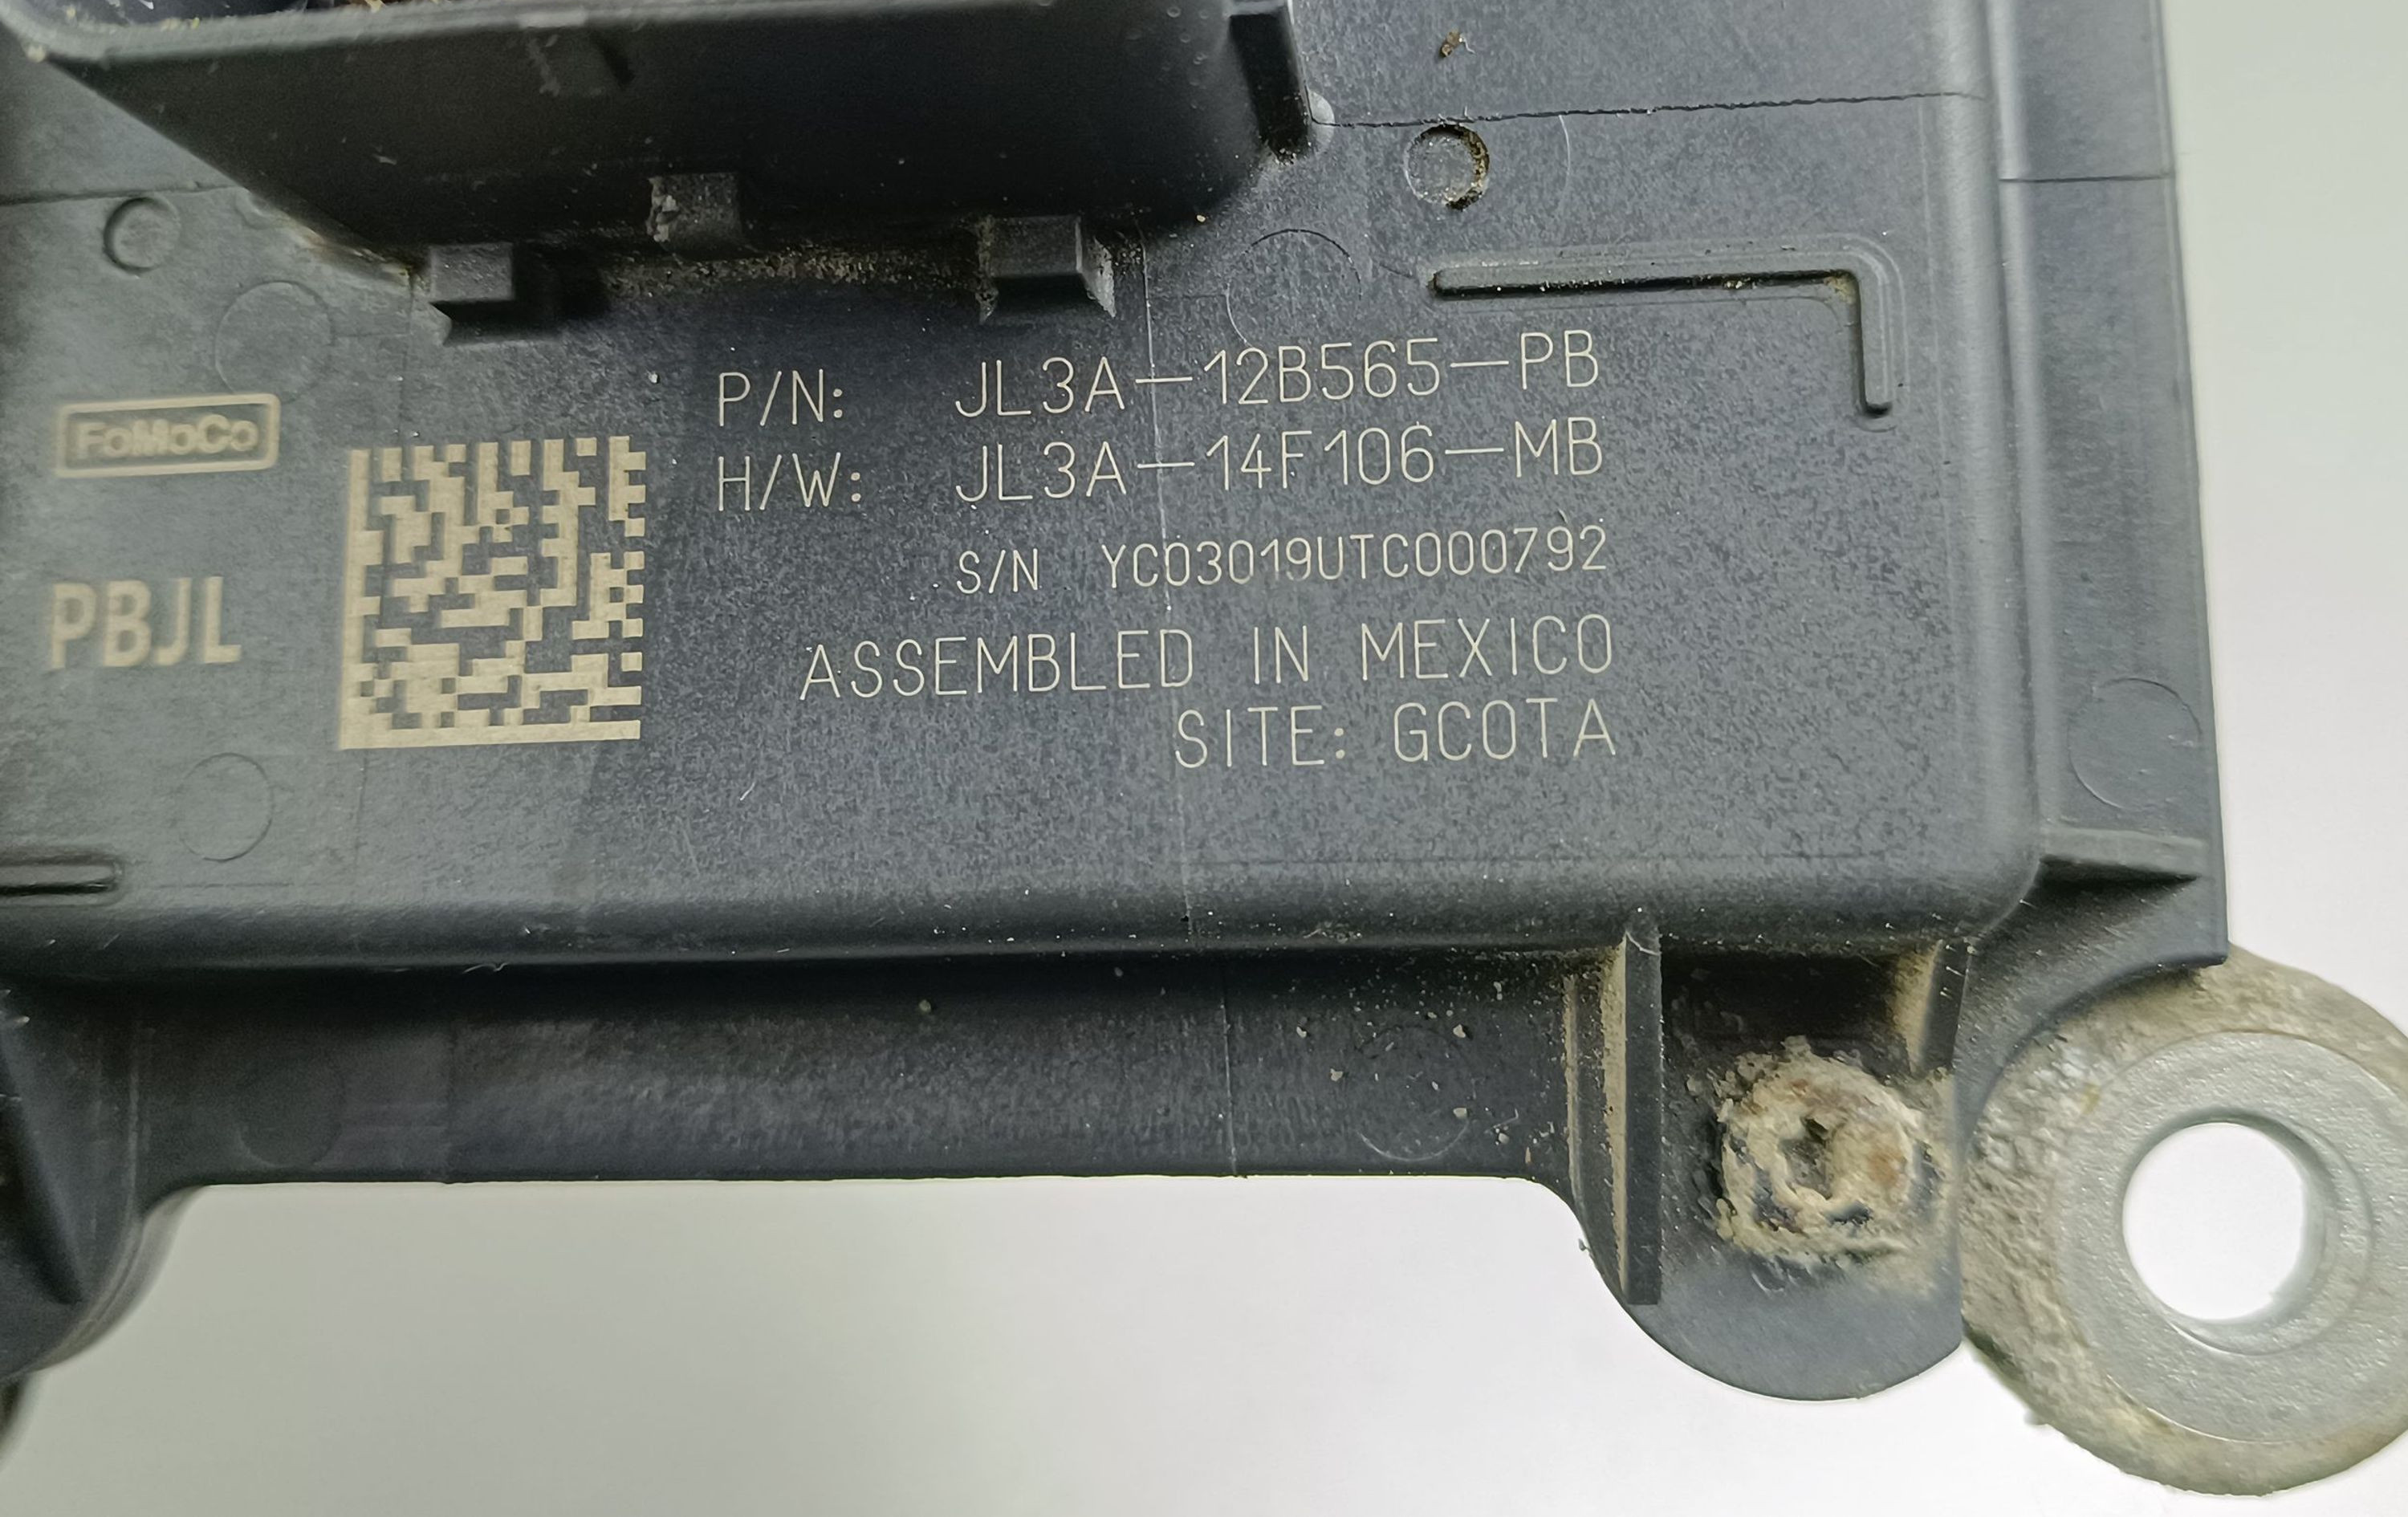 FoMoCo
PBJL
P/N: JL3A-12B565-PB
H/W: JL3A-14F106-MB
S/N YC03019UTC000792
ASSEMBLED IN MEXICO
SITE: GCOTA